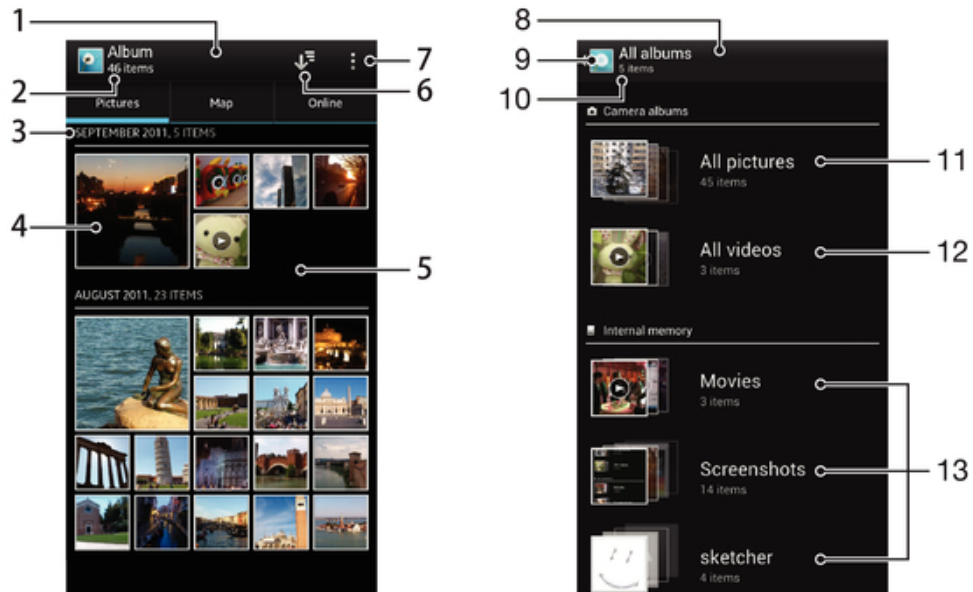 1
8
Album
46 items
7
9
All albums
5 items
2
6
10
Pictures
Map
Online
Camera albums
3
SEPTEMBER 2011, 5 ITEMS
All pictures
45 items
11
4
All videos
3 items
12
5
AUGUST 2011, 23 ITEMS
Internal memory
Movies
3 items
Screenshots
14 items
13
sketcher
4 items